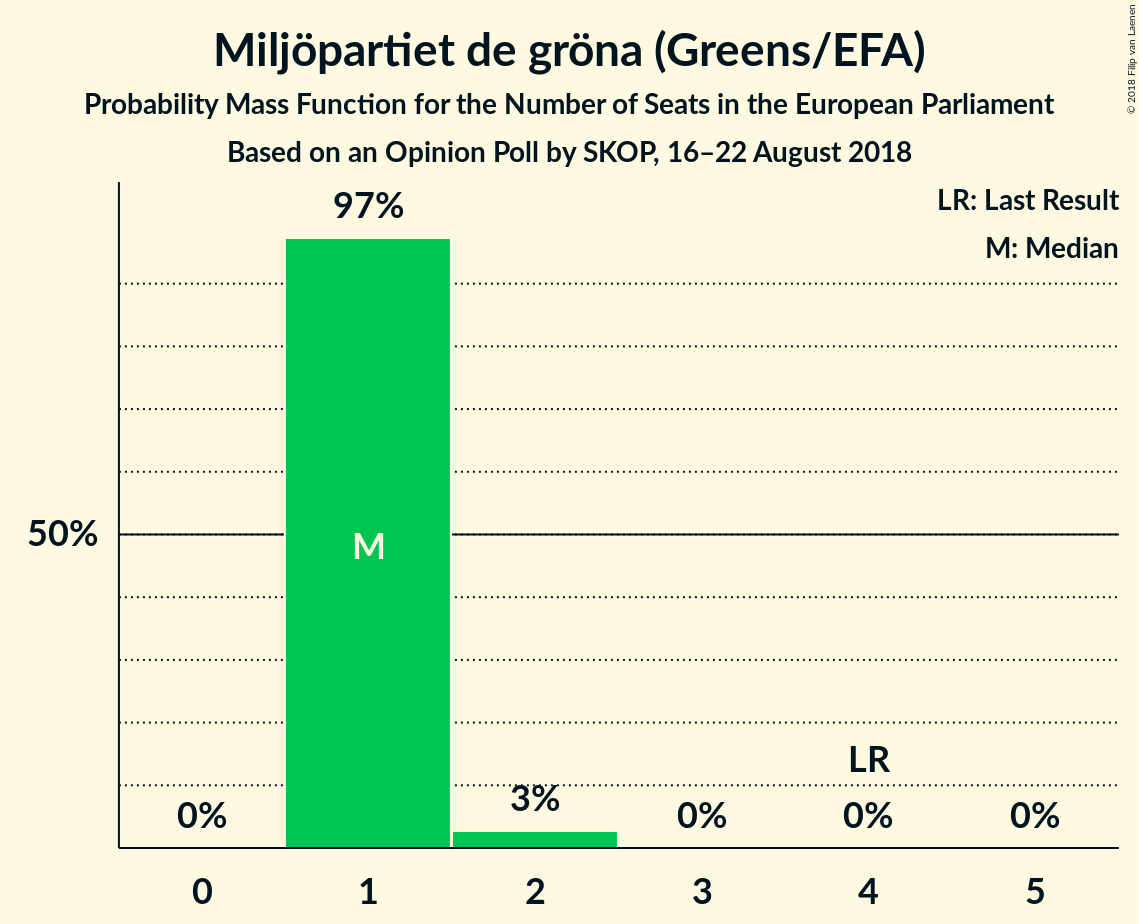 Miljöpartiet de gröna (Greens/EFA)
Probability Mass Function for the Number of Seats in the European Parliament
Based on an Opinion Poll by SKOP, 16–22 August 2018
© 2018 Filip van Laenen
LR: Last Result
M: Median
97%
50%
M
LR
0%
3%
0%
0%
0%
0 1 2 3 4 5